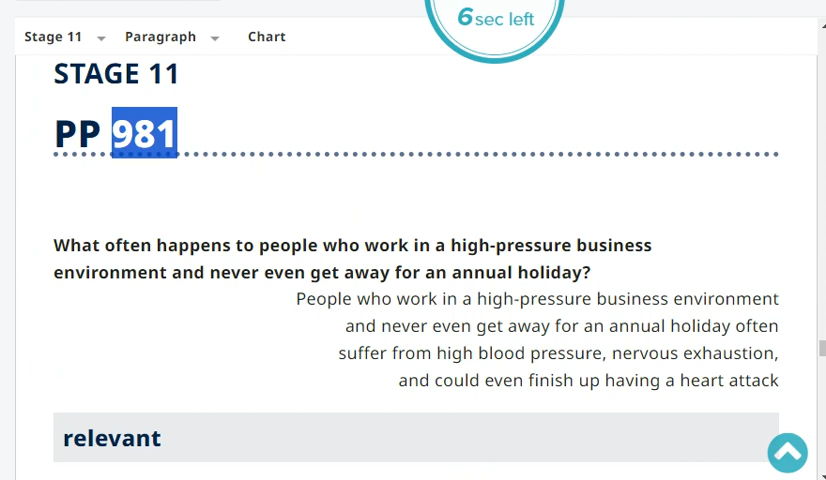 6 sec left
Stage 11 Paragraph Chart
STAGE 11
PP 981
What often happens to people who work in a high-pressure business
environment and never even get away for an annual holiday?
People who work in a high-pressure business environment
and never even get away for an annual holiday often
suffer from high blood pressure, nervous exhaustion,
and could even finish up having a heart attack
relevant